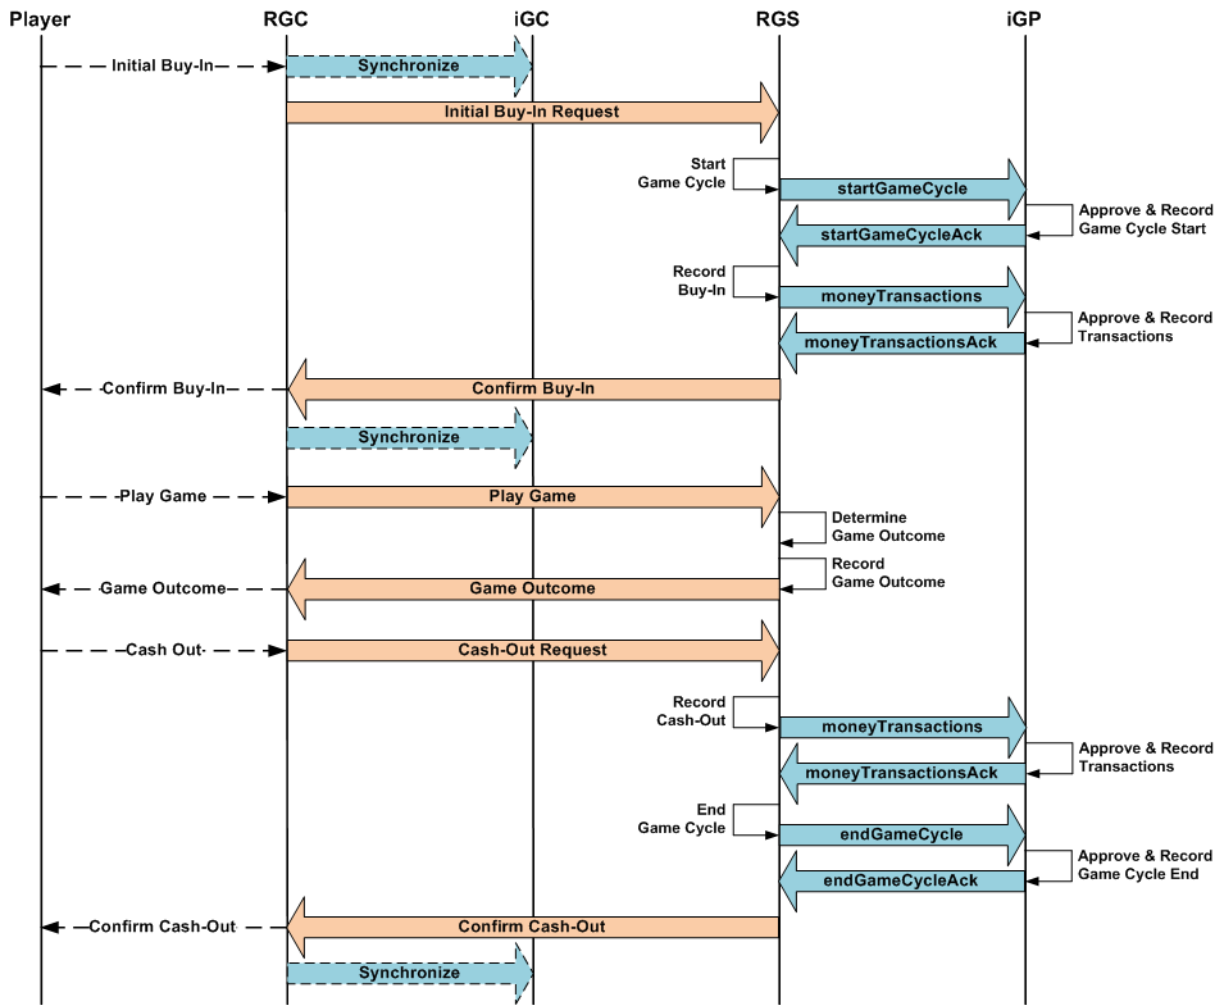 Player RGC iGC RGS iGP
Initial Buy-In
Synchronize
Initial Buy-In Request
Start
Game Cycle
startGameCycle
Approve & Record
Game Cycle Start
startGameCycleAck
Record
Buy-In
moneyTransactions
Approve & Record
Transactions
moneyTransactionsAck
Confirm Buy-In
Confirm Buy-In
Synchronize
Play Game
Play Game
Determine
Game Outcome
Record
Game Outcome
Game Outcome
Game Outcome
Cash Out
Cash-Out Request
Record
Cash-Out
moneyTransactions
Approve & Record
Transactions
moneyTransactionsAck
End
Game Cycle
endGameCycle
Approve & Record
Game Cycle End
endGameCycleAck
Confirm Cash-Out
Confirm Cash-Out
Synchronize